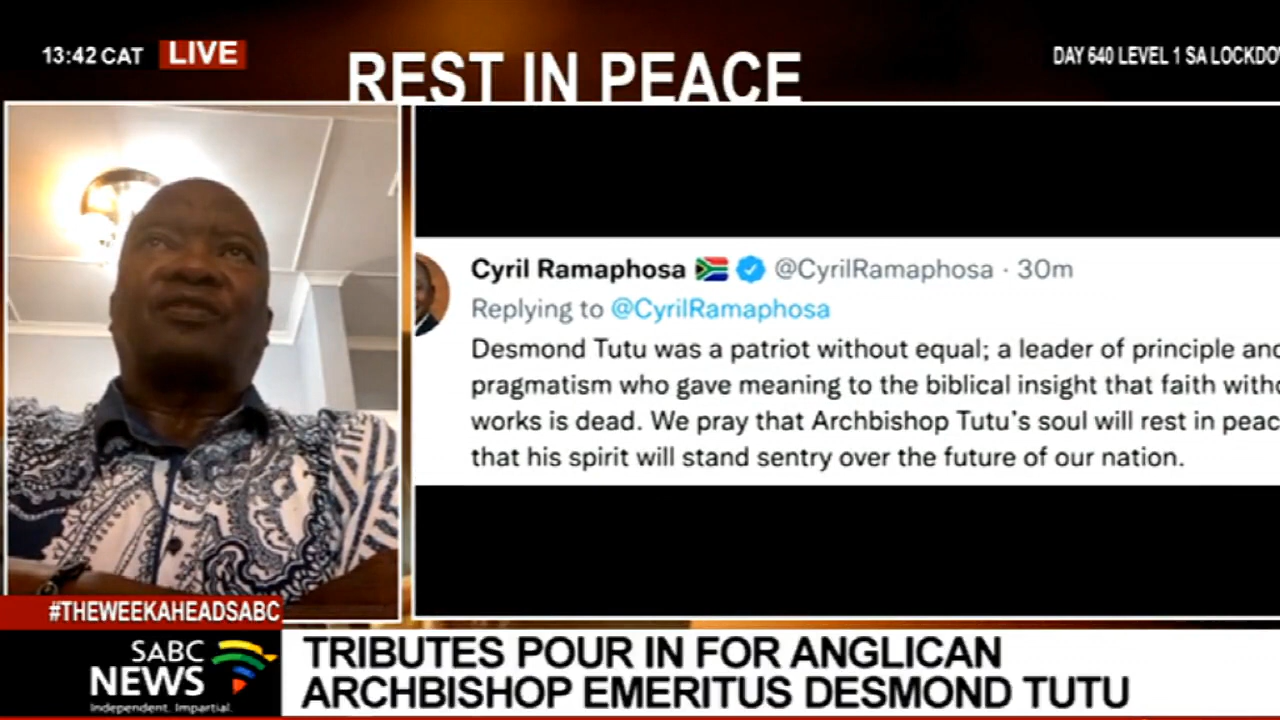 13:42 CAT LIVE
REST IN PEACE
DAY 640 LEVEL 1 SA LOCKDO
Cyril Ramaphosa @CyrilRamaphosa · 30m
Replying to @CyrilRamaphosa
Desmond Tutu was a patriot without equal; a leader of principle and
pragmatism who gave meaning to the biblical insight that faith witho
works is dead. We pray that Archbishop Tutu's soul will rest in peac
that his spirit will stand sentry over the future of our nation.
#THEWEEKAHEADSABC
SABC
NEWS
Independent. Impartial.
TRIBUTES POUR IN FOR ANGLICAN
ARCHBISHOP EMERITUS DESMOND TUTU